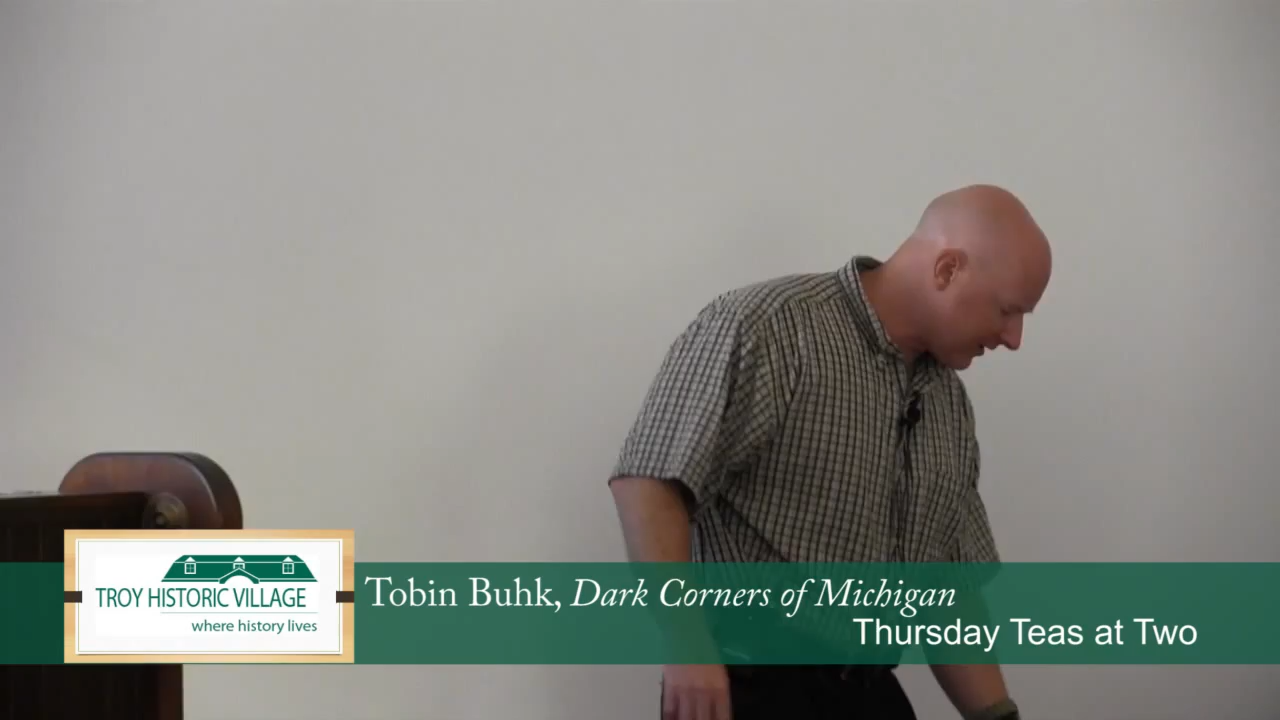 TROY HISTORIC VILLAGE
where history lives
Tobin Buhk, Dark Corners of Michigan
Thursday Teas at Two